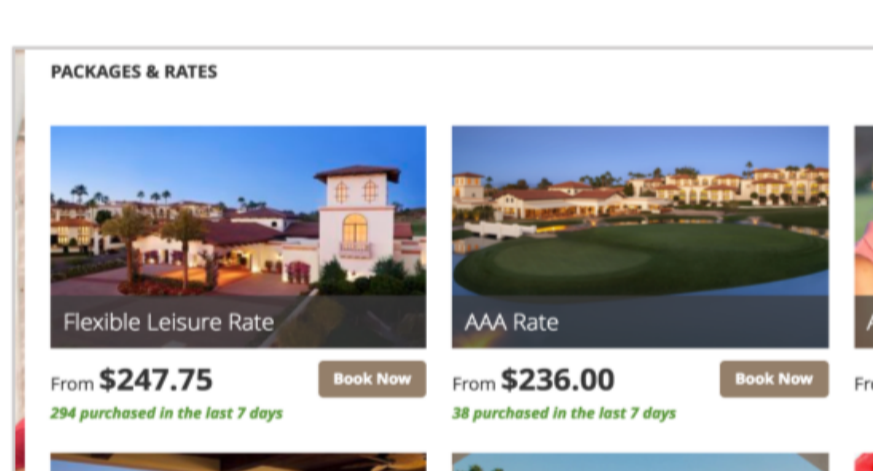 PACKAGES & RATES
Flexible Leisure Rate
AAA Rate
From $247.75
Book Now
From $236.00
Book Now
294 purchased in the last 7 days
38 purchased in the last 7 days